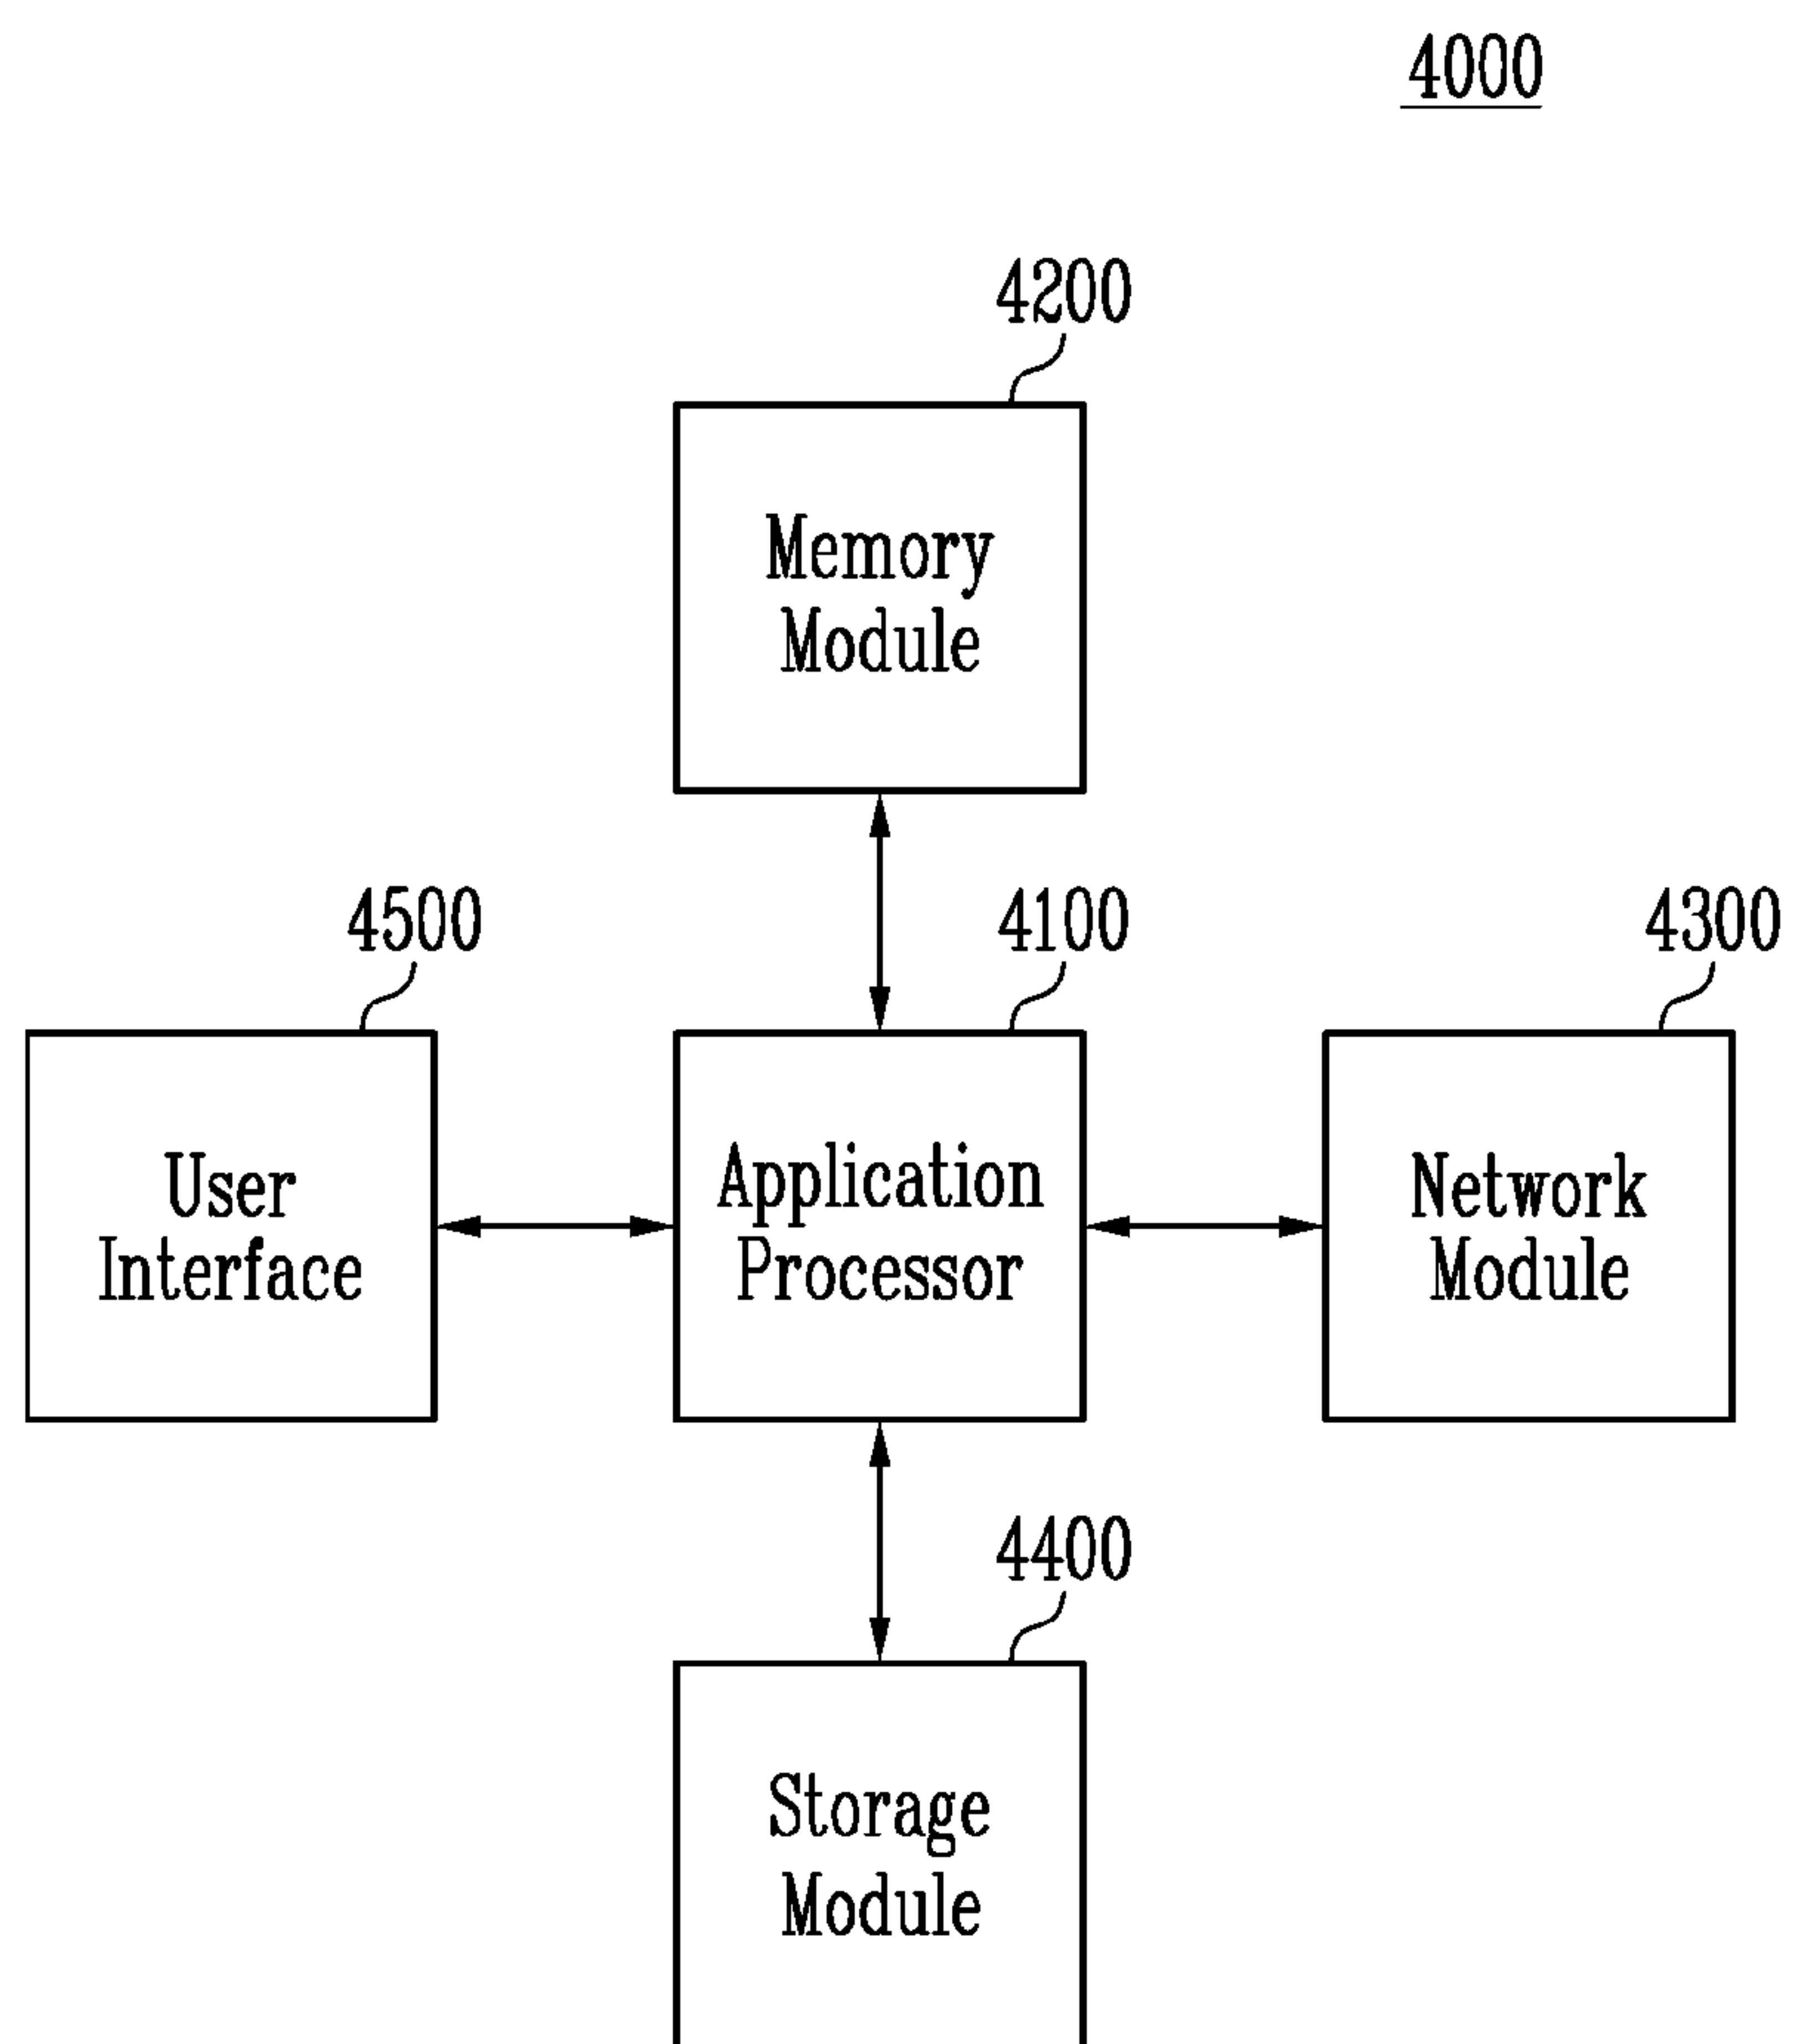 4000
4200
Memory
Module
4500
4100
4300
User
Interface
Application
Processor
Network
Module
4400
Storage
Module